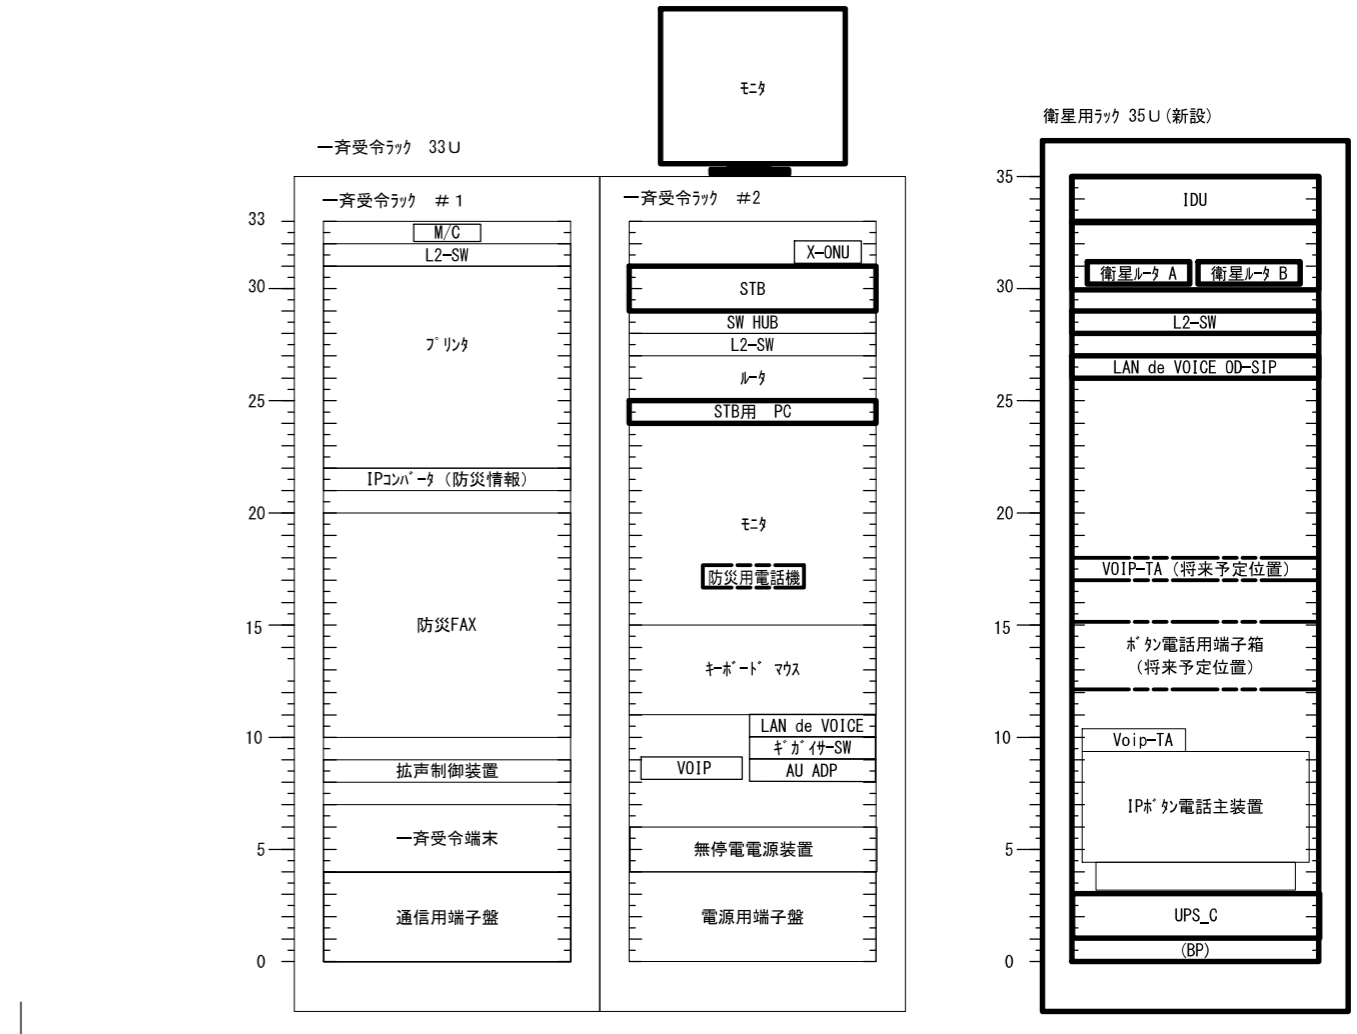 モニタ
一斉受令ラック 33U
一斉受令ラック #1
33
30
25
20
15
10
5
0
M/C
L2-SW
プリンタ
IPコンバータ(防災情報)
防災FAX
拡声制御装置
一斉受令端末
通信用端子盤
一斉受令ラック #2
X-ONU
STB
SW HUB
L2-SW
ルータ
STB用 PC
モニタ
防災用電話機
キーボード マウス
LAN de VOICE
ギガイサ-SW
VOIP
AU ADP
無停電電源装置
電源用端子盤
衛星用ラック 35U(新設)
35
30
25
20
15
10
5
0
IDU
衛星ルータ A
衛星ルータ B
L2-SW
LAN de VOICE OD-SIP
VOIP-TA(将来予定位置)
ボタン電話用端子箱
(将来予定位置)
Voip-TA
IPボタン電話主装置
UPS_C
(BP)